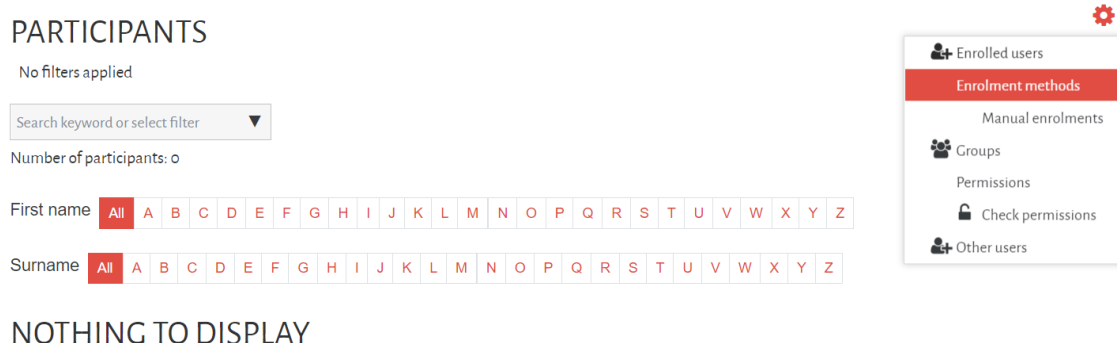 PARTICIPANTS
No filters applied
Search keyword or select filter ▼
Number of participants: 0
First name All A B C D E F G H I J K L M N O P Q R S T U V W X Y Z
Surname All A B C D E F G H I J K L M N O P Q R S T U V W X Y Z
NOTHING TO DISPLAY
Enrolled users
Enrolment methods
Manual enrolments
Groups
Permissions
Check permissions
Other users